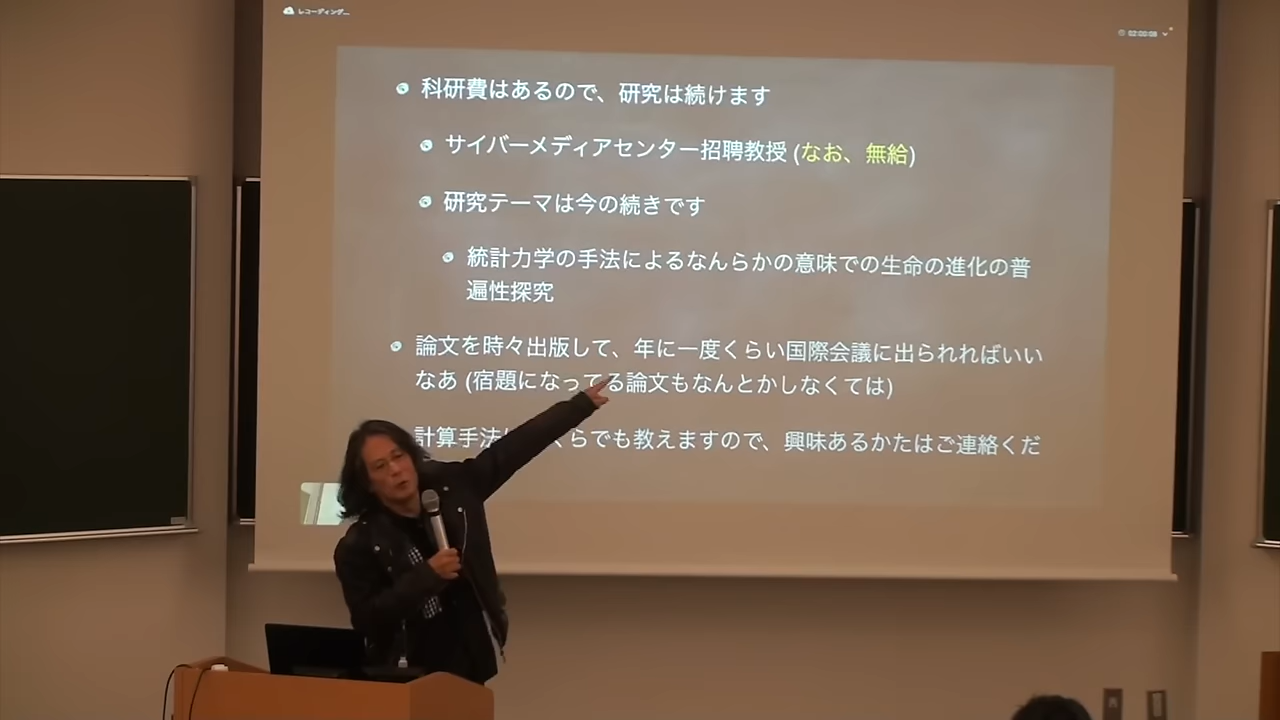 レコーディング...
02:00:08
科研費はあるので、研究は続けます
サイバーメディアセンター招聘教授 (なお、無給)
研究テーマは今の続きです
統計力学の手法によるなんらかの意味での生命の進化の普
遍性探究
論文を時々出版して、年に一度くらい国際会議に出られればいい
なあ (宿題になってる論文もなんとかしなくては)
計算手法 くらでも教えますので、興味あるかたはご連絡くだ